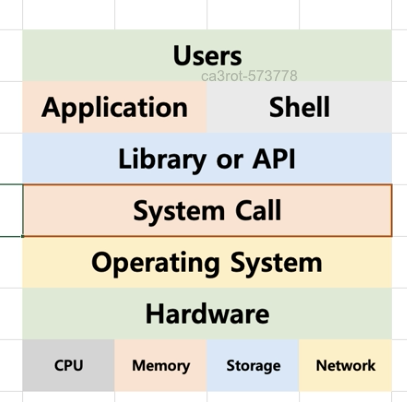 Users
ca3rot-573778
Application Shell
Library or API
System Call
Operating System
Hardware
CPU Memory Storage Network